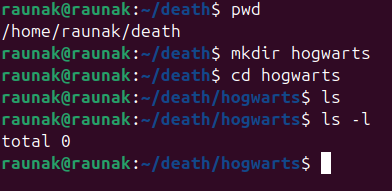 raunak@raunak:~/death$ pwd
/home/raunak/death
raunak@raunak:~/death$ mkdir hogwarts
raunak@raunak:~/death$ cd hogwarts
raunak@raunak:~/death/hogwarts$ ls
raunak@raunak:~/death/hogwarts$ ls -l
total 0
raunak@raunak:~/death/hogwarts$